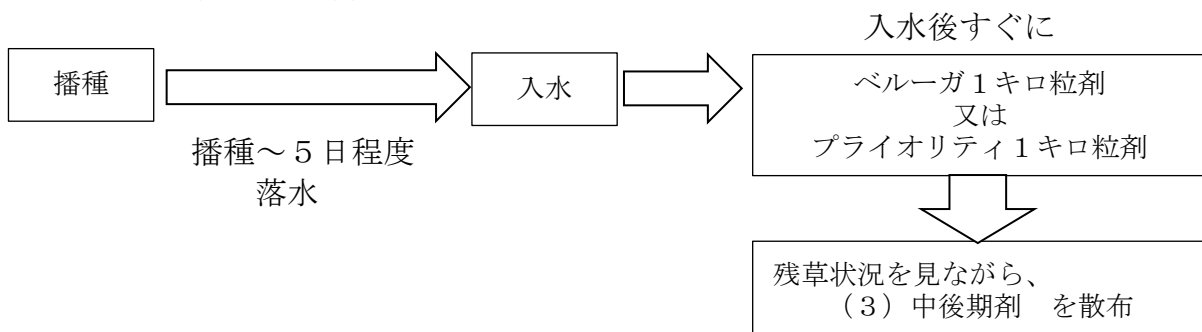 播種
播種～５日程度
落水
入水
入水後すぐに
ベルーガ１キロ粒剤
又は
プライオリティ１キロ粒剤
残草状況を見ながら、
（３）中後期剤　を散布